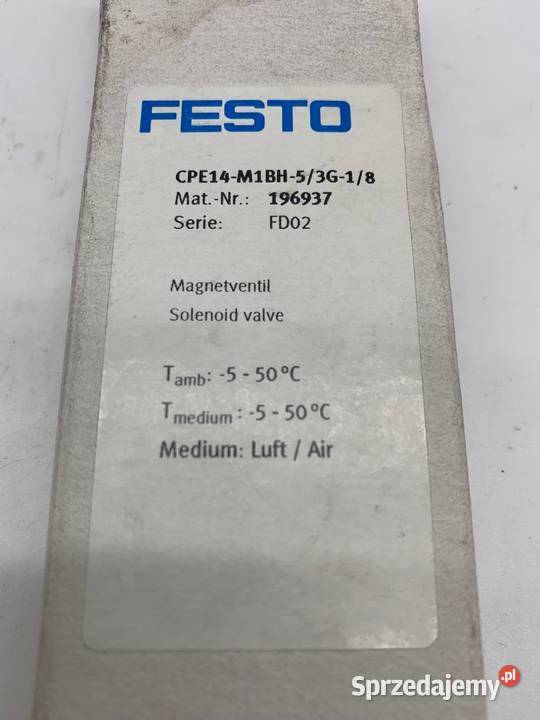 FESTO
CPE14-M1BH-5/3G-1/8
Mat.-Nr.: 196937
Serie: FD02
Magnetventil
Solenoid valve
Tamb: -5 - 50°C
Tmedium : -5 - 50°C
Medium: Luft / Air
Sprzedajemy.pl